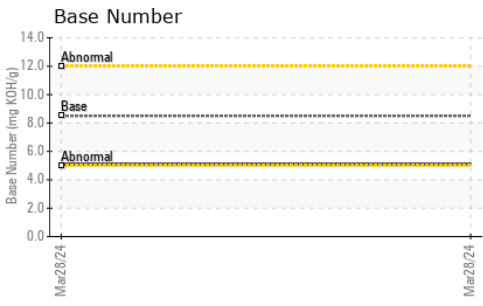 Base Number
14.0
Abnormal
12.0
10.0
Base
8.0
6.0
Abnormal
4.0
2.0
0.0
Base Number (mg KOH/g)
Mar28/24
Mar28/24